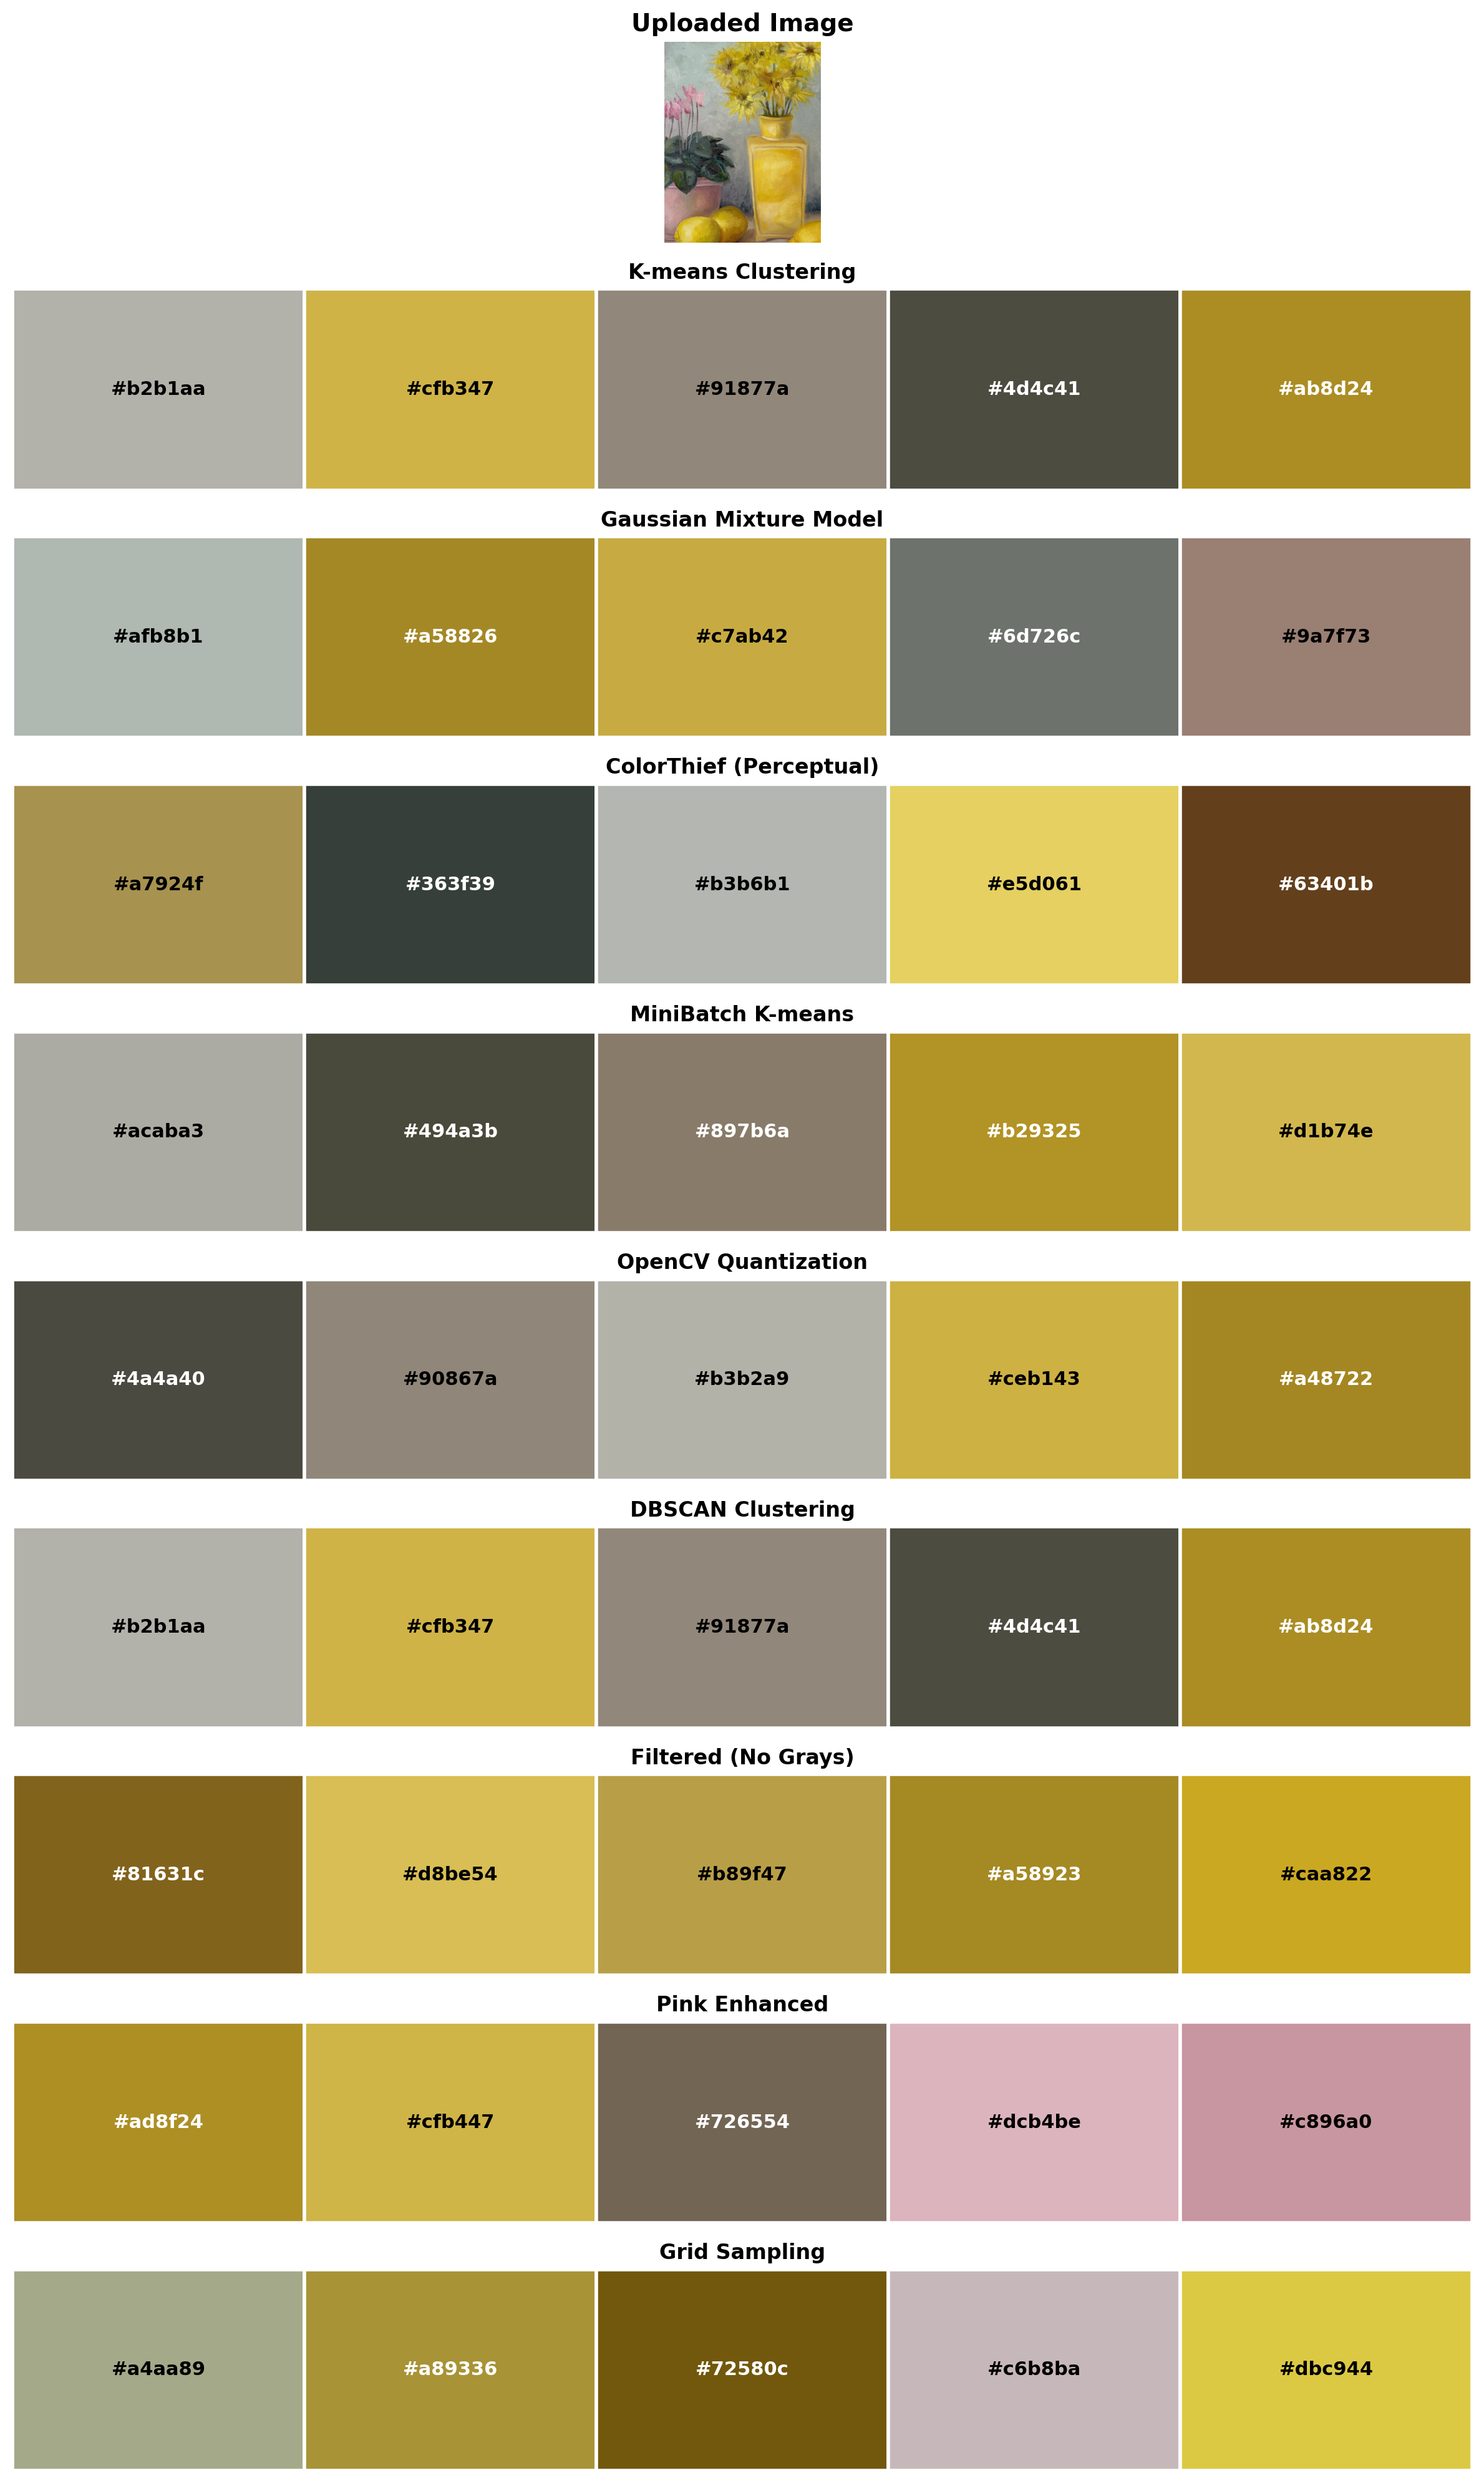 Uploaded Image
K-means Clustering
#b2b1aa #cfb347 #91877a #4d4c41 #ab8d24
Gaussian Mixture Model
#afb8b1 #a58826 #c7ab42 #6d726c #9a7f73
ColorThief (Perceptual)
#a7924f #363f39 #b3b6b1 #e5d061 #63401b
MiniBatch K-means
#acaba3 #494a3b #897b6a #b29325 #d1b74e
OpenCV Quantization
#4a4a40 #90867a #b3b2a9 #ceb143 #a48722
DBSCAN Clustering
#b2b1aa #cfb347 #91877a #4d4c41 #ab8d24
Filtered (No Grays)
#81631c #d8be54 #b89f47 #a58923 #caa822
Pink Enhanced
#ad8f24 #cfb447 #726554 #dcb4be #c896a0
Grid Sampling
#a4aa89 #a89336 #72580c #c6b8ba #dbc944